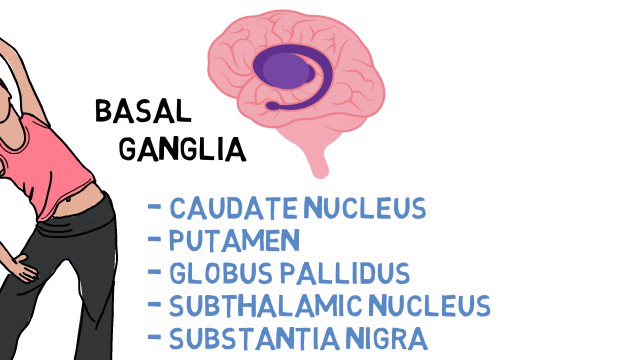 BASAL
GANGLIA
- CAUDATE NUCLEUS
- PUTAMEN
- GLOBUS PALLIDUS
- SUBTHALAMIC NUCLEUS
- SUBSTANTIA NIGRA